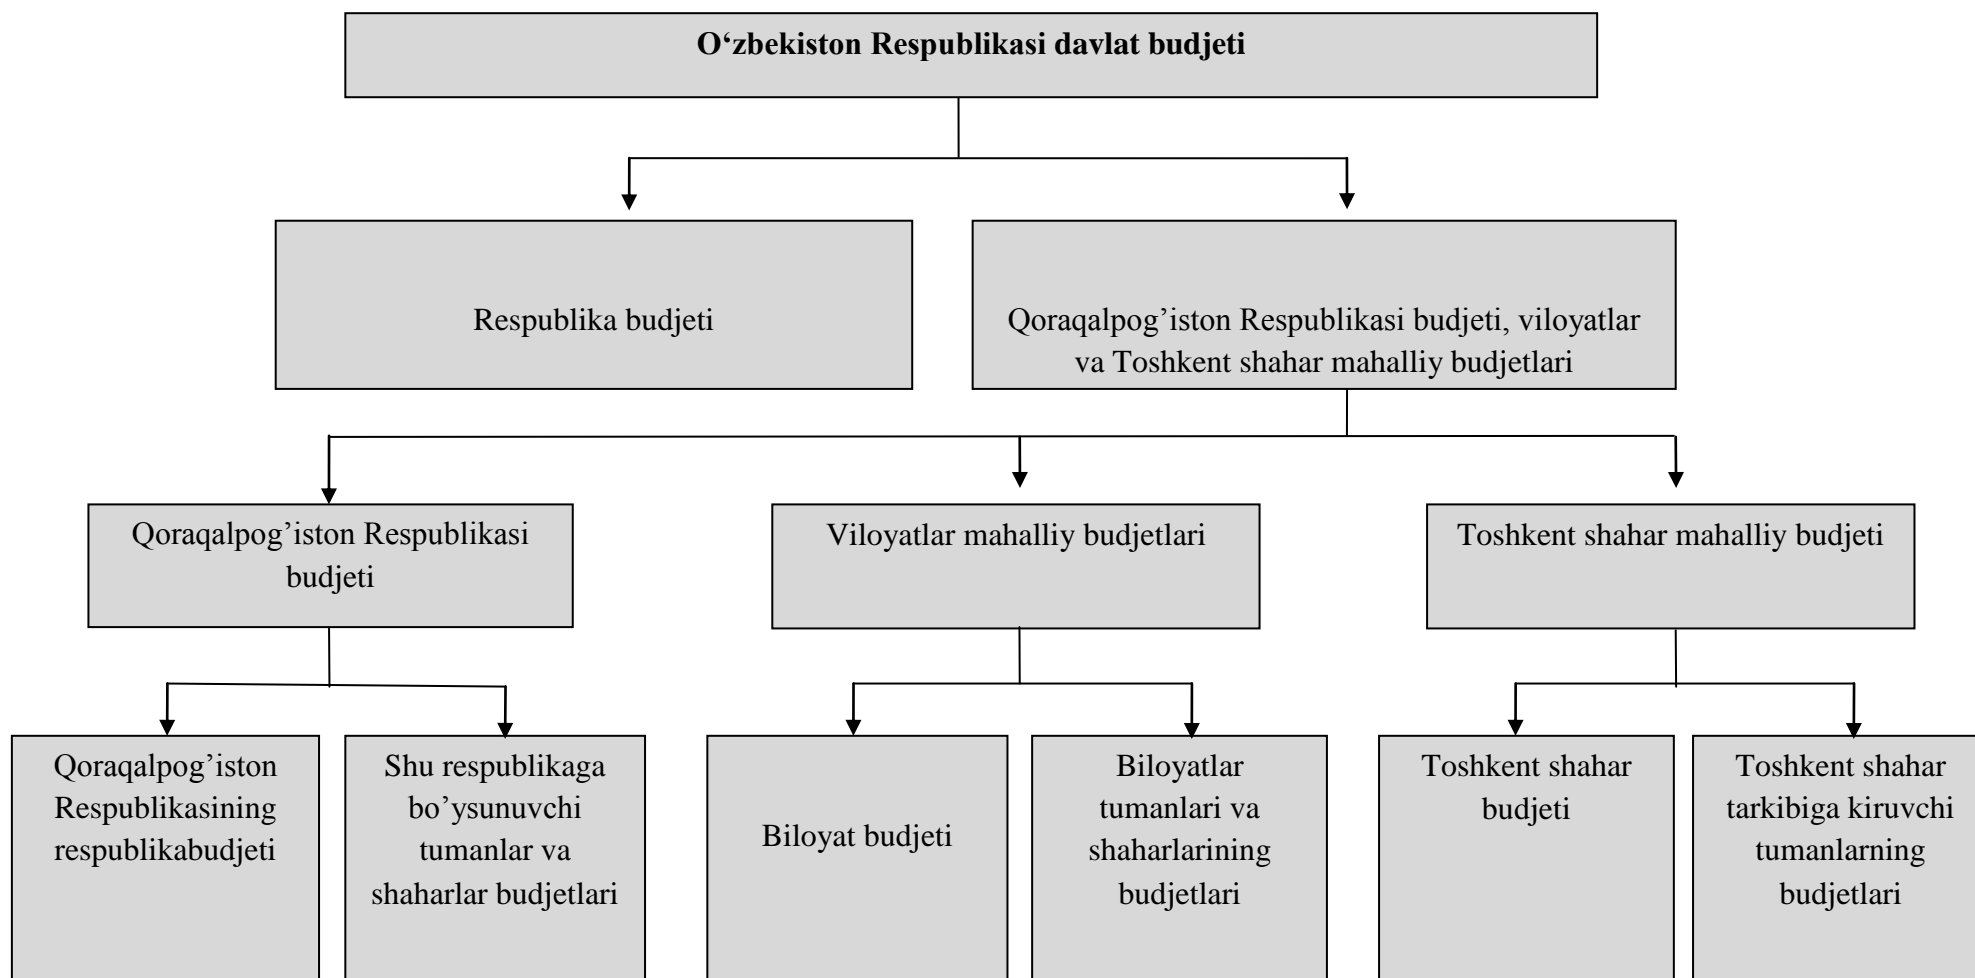 O‘zbekiston Respublikasi davlat budjeti
Respublika budjeti
Qoraqalpog’iston Respublikasi budjeti, viloyatlar
va Toshkent shahar mahalliy budjetlari
Qoraqalpog’iston Respublikasi
budjeti
Viloyatlar mahalliy budjetlari
Toshkent shahar mahalliy budjeti
Qoraqalpog’iston
Respublikasining
respublikabudjeti
Shu respublikaga
bo’ysunuvchi
tumanlar va
shaharlar budjetlari
Biloyat budjeti
Biloyatlar
tumanlari va
shaharlarining
budjetlari
Toshkent shahar
budjeti
Toshkent shahar
tarkibiga kiruvchi
tumanlarning
budjetlari